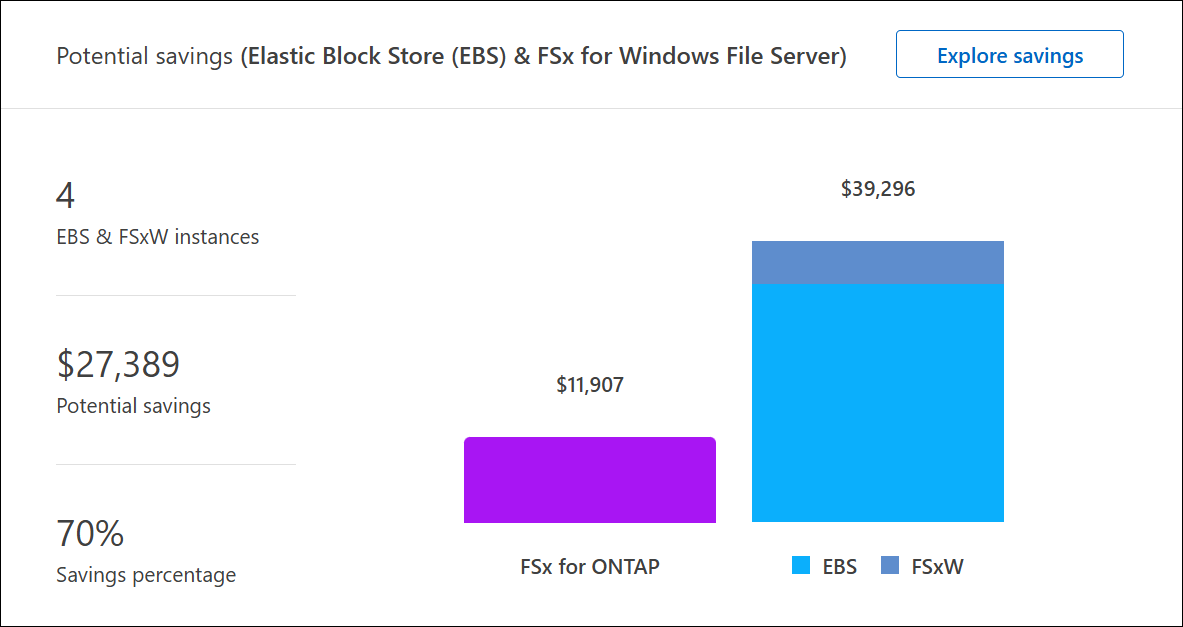 Potential savings (Elastic Block Store (EBS) & FSx for Windows File Server)
Explore savings
4
EBS & FSxW instances
$27,389
Potential savings
70%
Savings percentage
$11,907
FSx for ONTAP
$39,296
EBS
FSxW